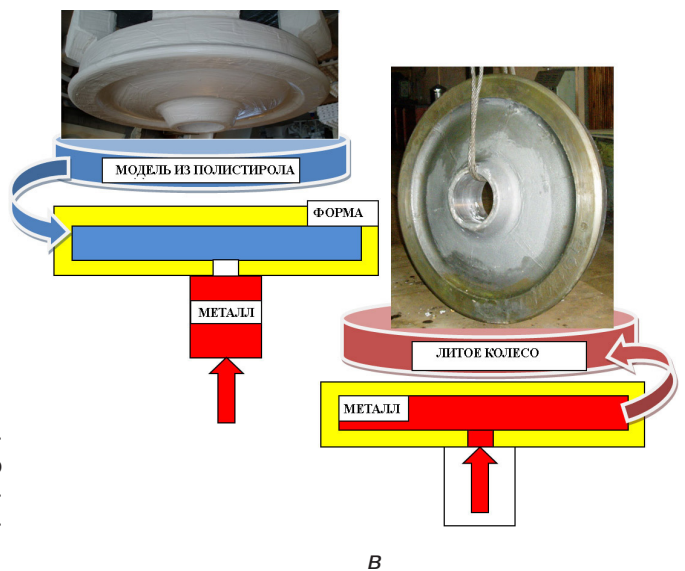 МОДЕЛЬ ИЗ ПОЛИСТИРОЛА
ФОРМА
МЕТАЛЛ
ЛИТОЕ КОЛЕСО
МЕТАЛЛ
в